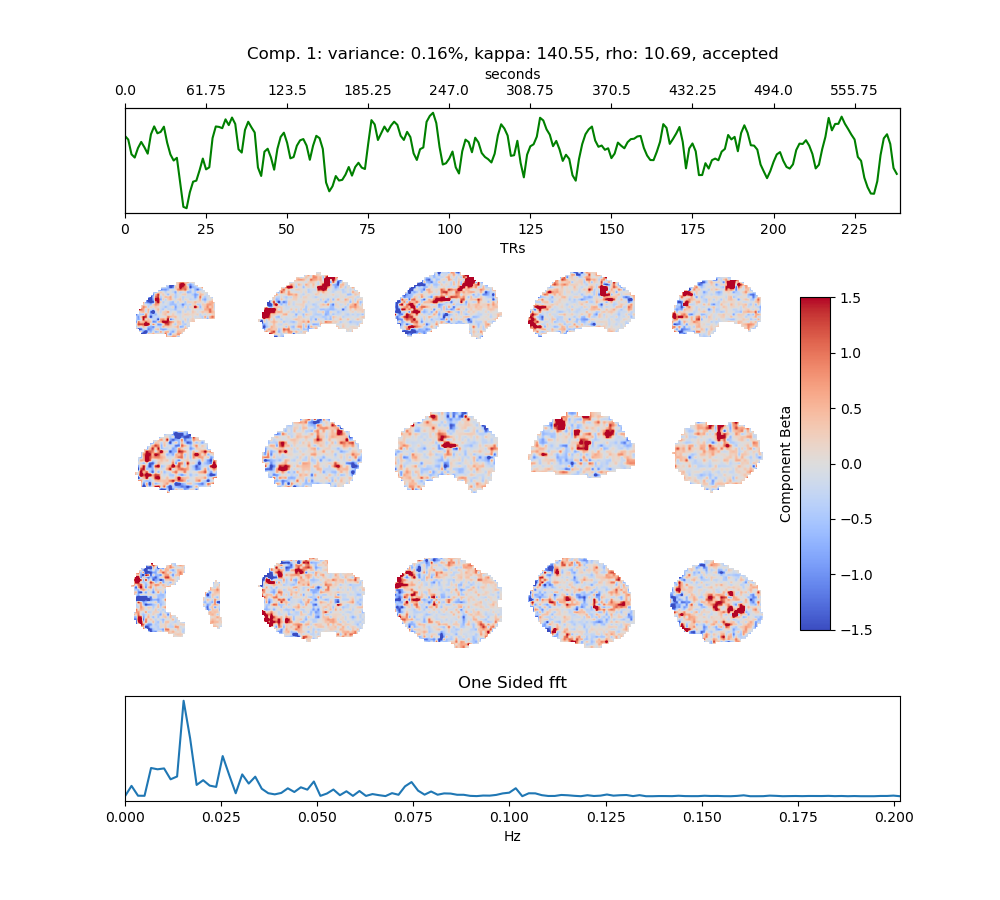 Comp. 1: variance: 0.16%, kappa: 140.55, rho: 10.69, accepted
seconds
0.0 61.75 123.5 185.25 247.0 308.75 370.5 432.25 494.0 555.75
0 25 50 75 100 125 150 175 200 225
TRs
1.5
1.0
0.5
0.0
−0.5
−1.0
−1.5
Component Beta
One Sided fft
0.000 0.025 0.050 0.075 0.100 0.125 0.150 0.175 0.200
Hz